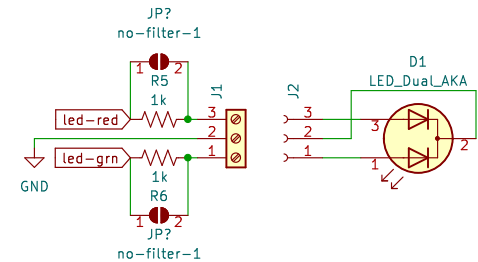 JP?
no-filter-1
1 2
R5
1k
led-red
GND
led-grn
1k
R6
1 2
JP?
no-filter-1
J1
3
2
1
J2
3
2
1
D1
LED_Dual_AKA
3
2
1